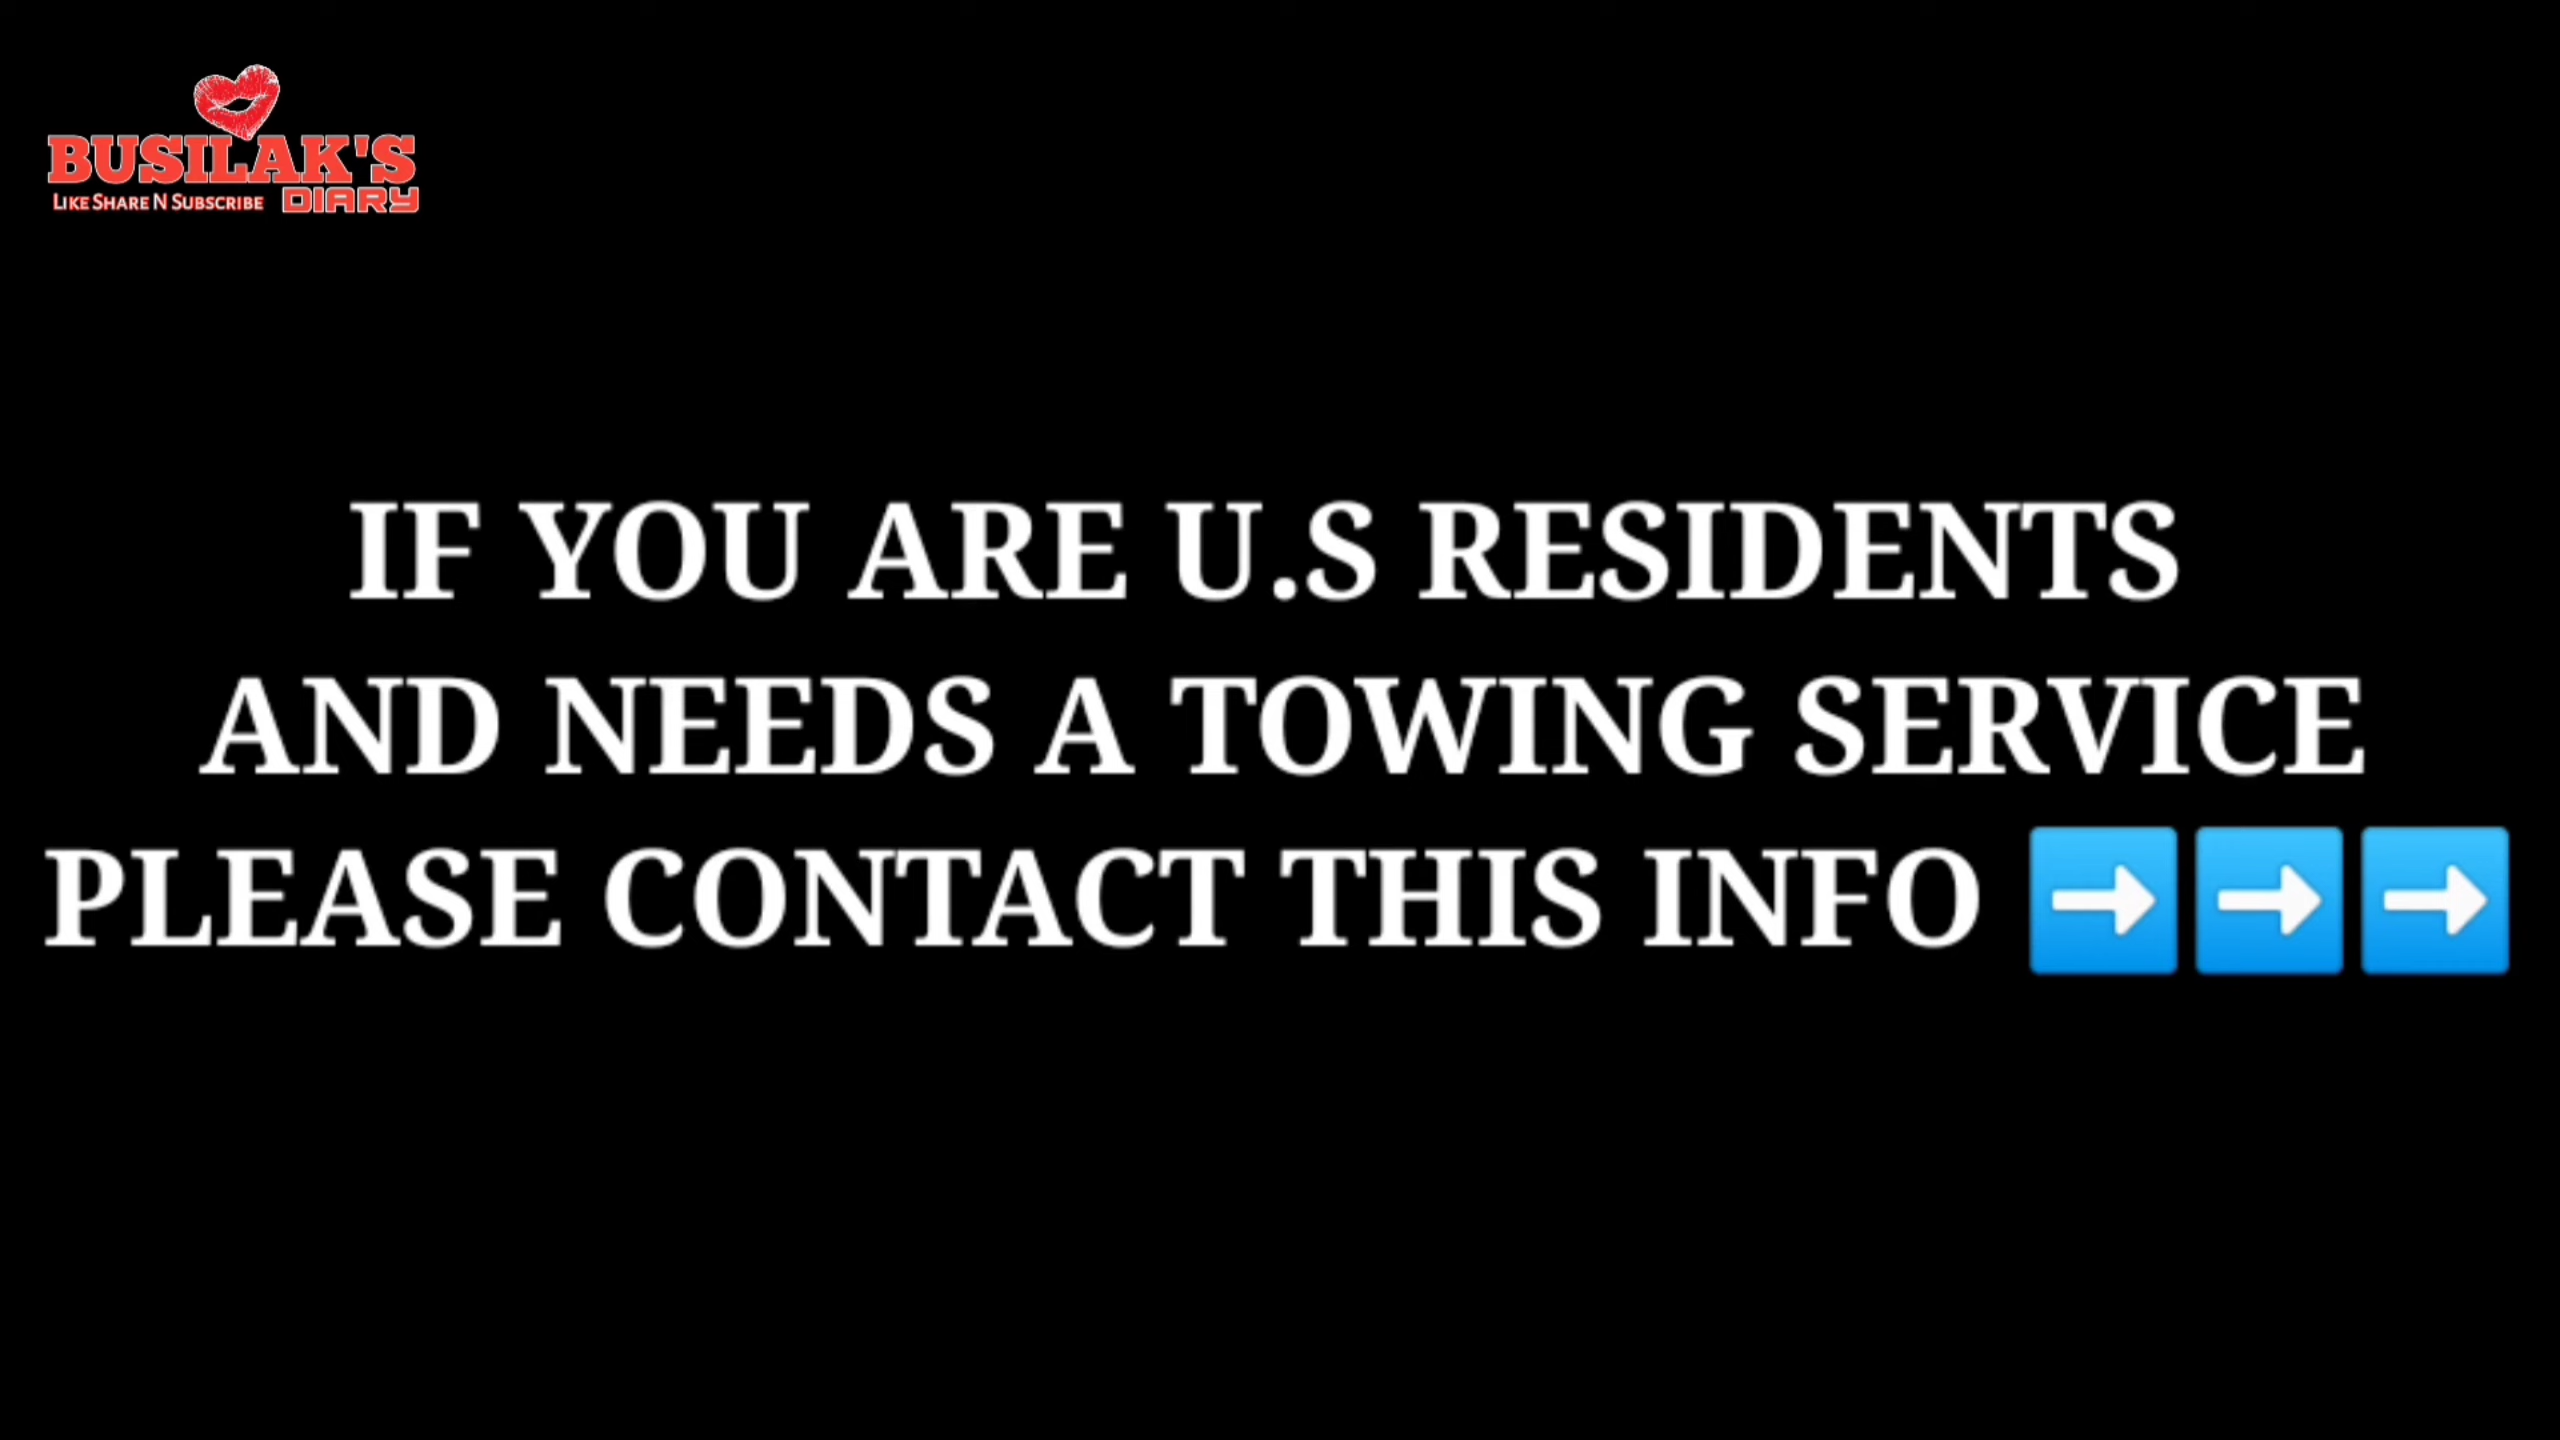 BUSILAK'S
LIKE SHARE N SUBSCRIBE DIARY
IF YOU ARE U.S RESIDENTS
AND NEEDS A TOWING SERVICE
PLEASE CONTACT THIS INFO ➡️➡️➡️